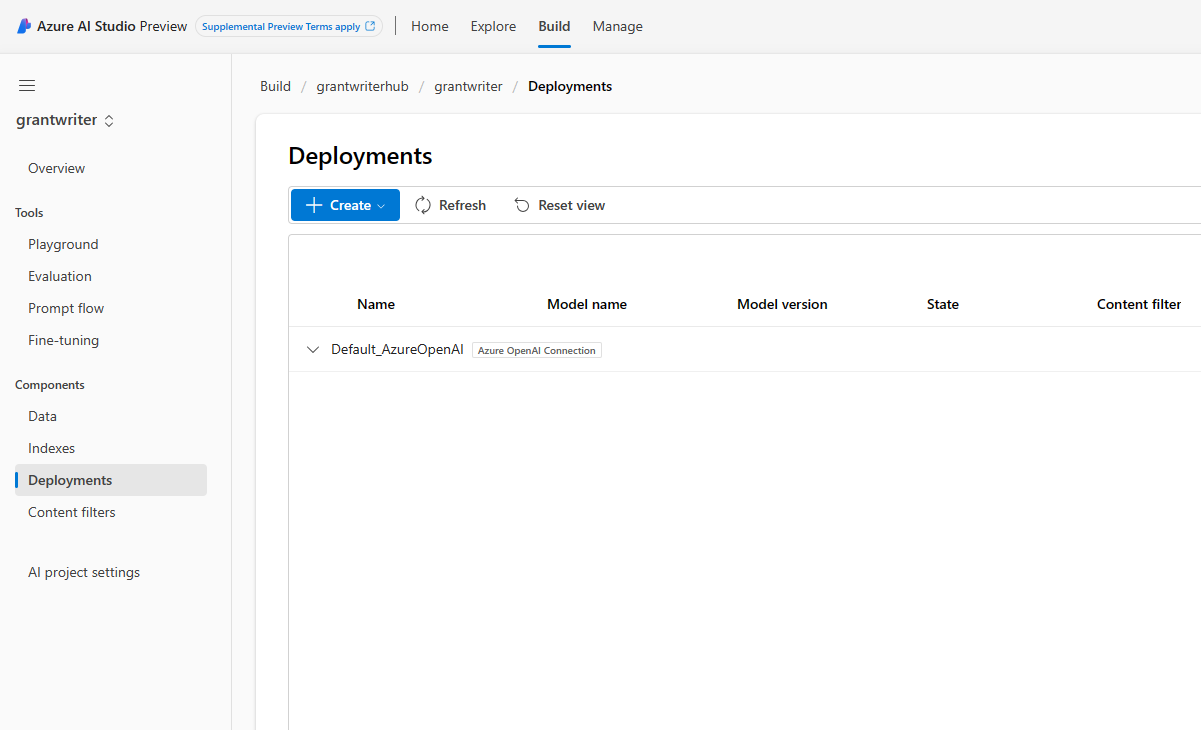 Azure AI Studio Preview Supplemental Preview Terms apply Home Explore Build Manage
Build / grantwriterhub / grantwriter / Deployments
grantwriter
Overview
Tools
Playground
Evaluation
Prompt flow
Fine-tuning
Components
Data
Indexes
Deployments
Content filters
AI project settings
Deployments
Create Refresh Reset view
Name Model name Model version State Content filter
Default_AzureOpenAI Azure OpenAI Connection